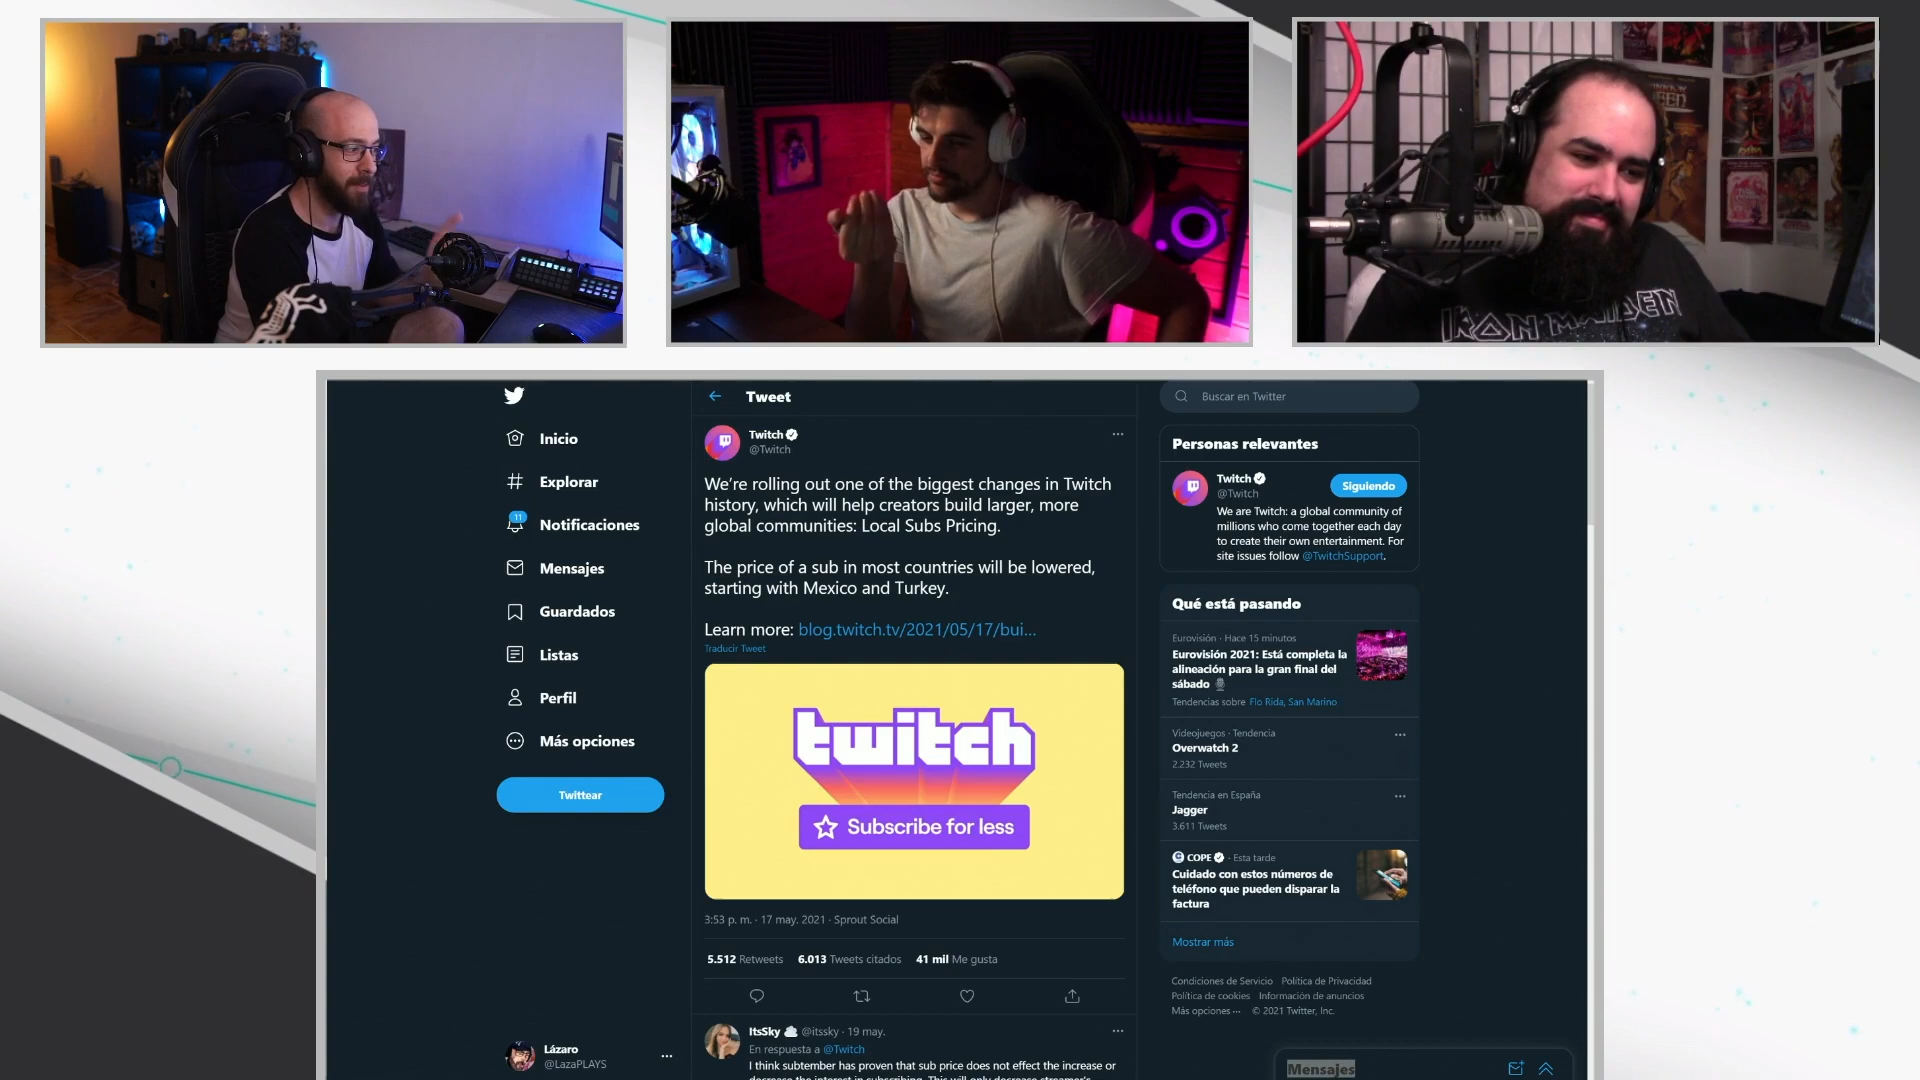 IRON MAIDEN
Inicio
Explorar
11
Notificaciones
Mensajes
Guardados
Listas
Perfil
Más opciones
Twittear
Lázaro
@LazaPLAYS
Tweet
Twitch
@Twitch
We're rolling out one of the biggest changes in Twitch
history, which will help creators build larger, more
global communities: Local Subs Pricing.
The price of a sub in most countries will be lowered,
starting with Mexico and Turkey.
Learn more: blog.twitch.tv/2021/05/17/bui...
Traducir Tweet
twitch
Subscribe for less
3:53 p. m. · 17 may. 2021 · Sprout Social
5.512 Retweets 6.013 Tweets citados 41 mil Me gusta
ItsSky @itssky · 19 may.
En respuesta a @Twitch
I think subtember has proven that sub price does not effect the increase or
decrease the interest in subscribing. This will only decrease streamer's
Buscar en Twitter
Personas relevantes
Twitch
@Twitch
Siguiendo
We are Twitch: a global community of
millions who come together each day
to create their own entertainment. For
site issues follow @TwitchSupport.
Qué está pasando
Eurovisión · Hace 15 minutos
Eurovisión 2021: Está completa la
alineación para la gran final del
sábado
Tendencias sobre Flo Rida, San Marino
Videojuegos · Tendencia
Overwatch 2
2.232 Tweets
Tendencia en España
Jagger
3.611 Tweets
COPE · Esta tarde
Cuidado con estos números de
teléfono que pueden disparar la
factura
Mostrar más
Condiciones de Servicio Política de Privacidad
Política de cookies Información de anuncios
Más opciones ··· © 2021 Twitter, Inc.
Mensajes